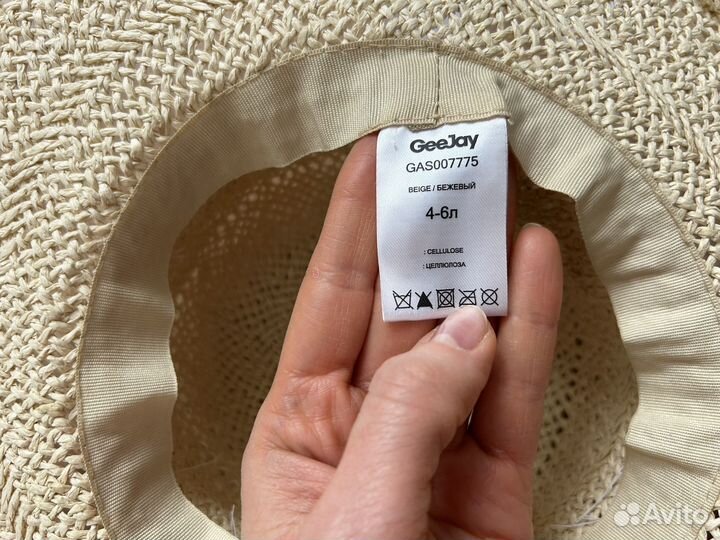 GeeJay
GAS007775
BEIGE / БЕЖЕВЫЙ
4-6л
: CELLULOSE
: ЦЕЛЛЮЛОЗА
Avito